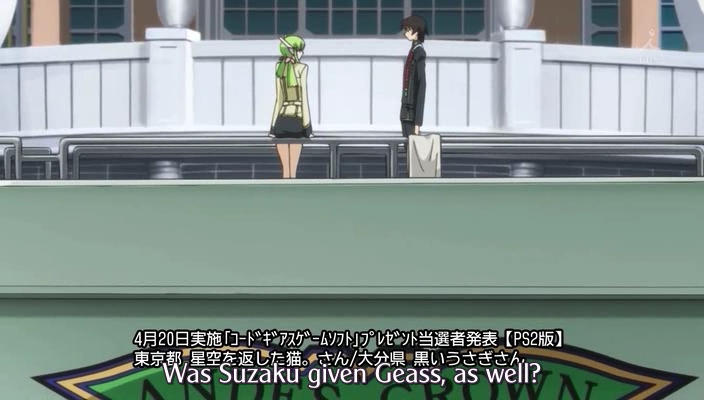 4月20日実施「ｺｰﾄﾞｷﾞｱｽｹﾞｰﾑｿﾌﾄ」ﾌﾟﾚｾﾞﾝﾄ当選者発表【PS2版】
東京都 星空を返した猫。さん/大分県 黒いうさぎさん
Was Suzaku given Geass, as well?
ANDES CROWN